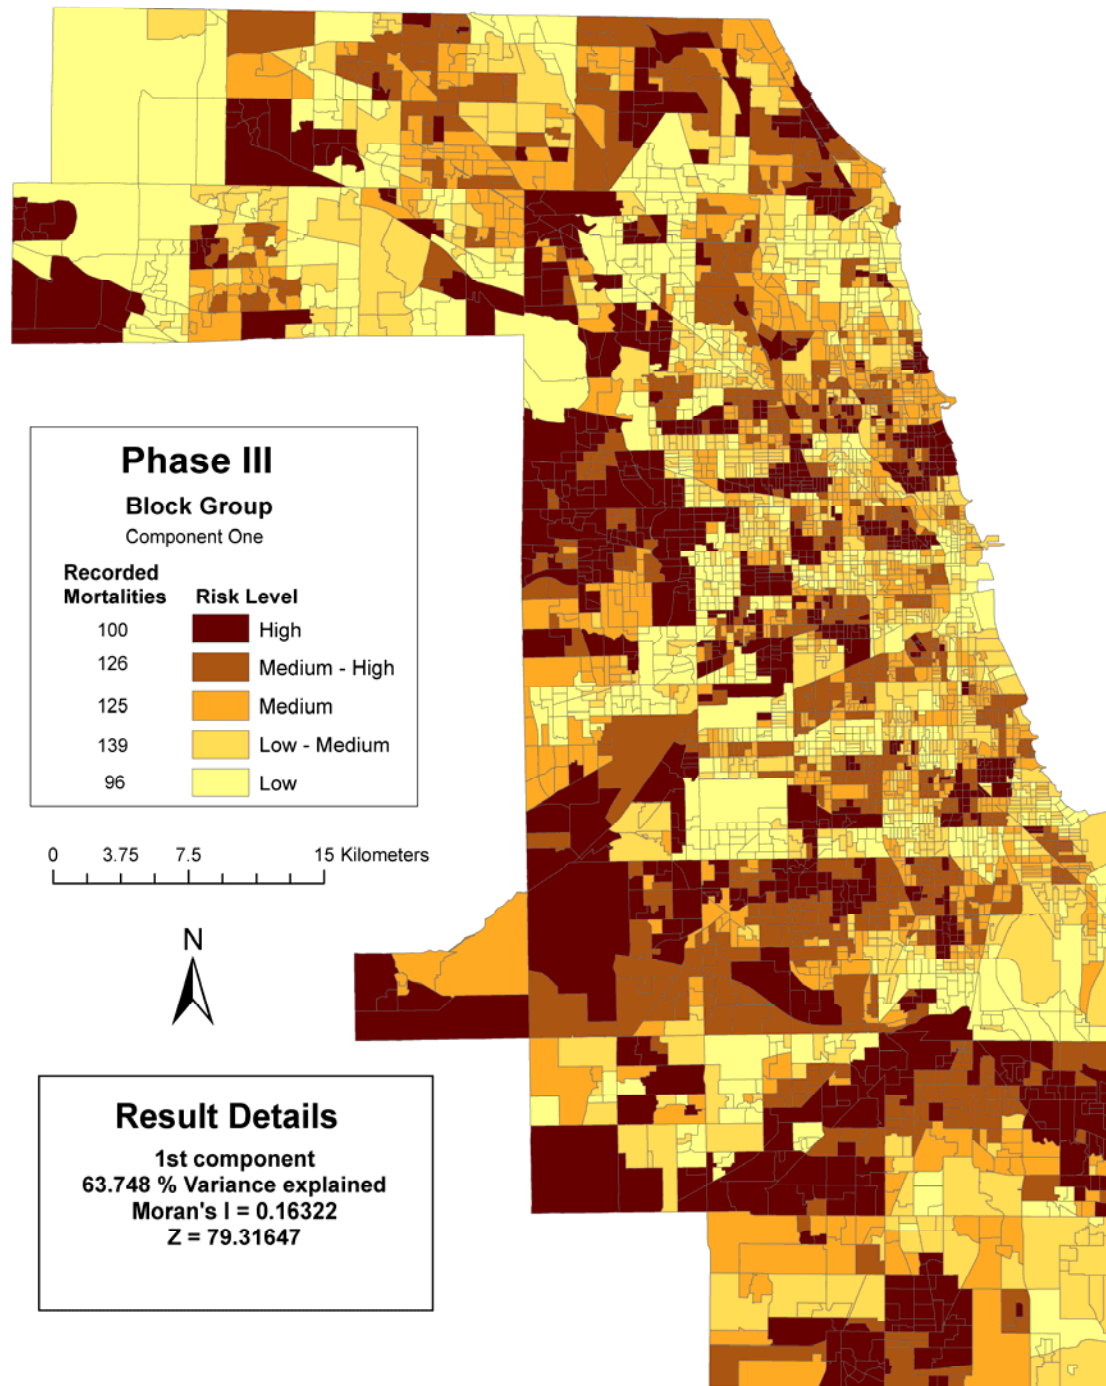 Phase III
Block Group
Component One
Recorded
Mortalities Risk Level
100 High
126 Medium - High
125 Medium
139 Low - Medium
96 Low
0 3.75 7.5 15 Kilometers
N
Result Details
1st component
63.748 % Variance explained
Moran's I = 0.16322
Z = 79.31647